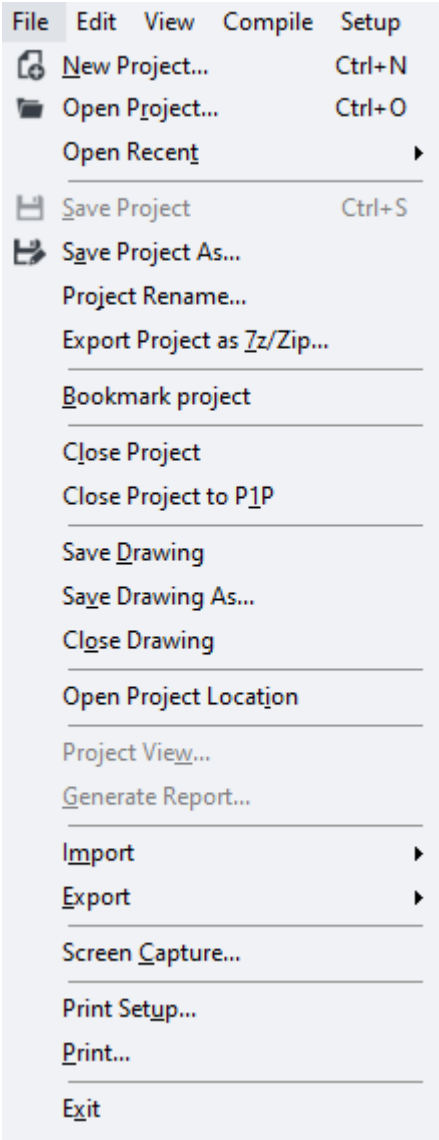 File Edit View Compile Setup
New Project... Ctrl+N
Open Project... Ctrl+O
Open Recent
Save Project Ctrl+S
Save Project As...
Project Rename...
Export Project as 7z/Zip...
Bookmark project
Close Project
Close Project to P1P
Save Drawing
Save Drawing As...
Close Drawing
Open Project Location
Project View...
Generate Report...
Import
Export
Screen Capture...
Print Setup...
Print...
Exit